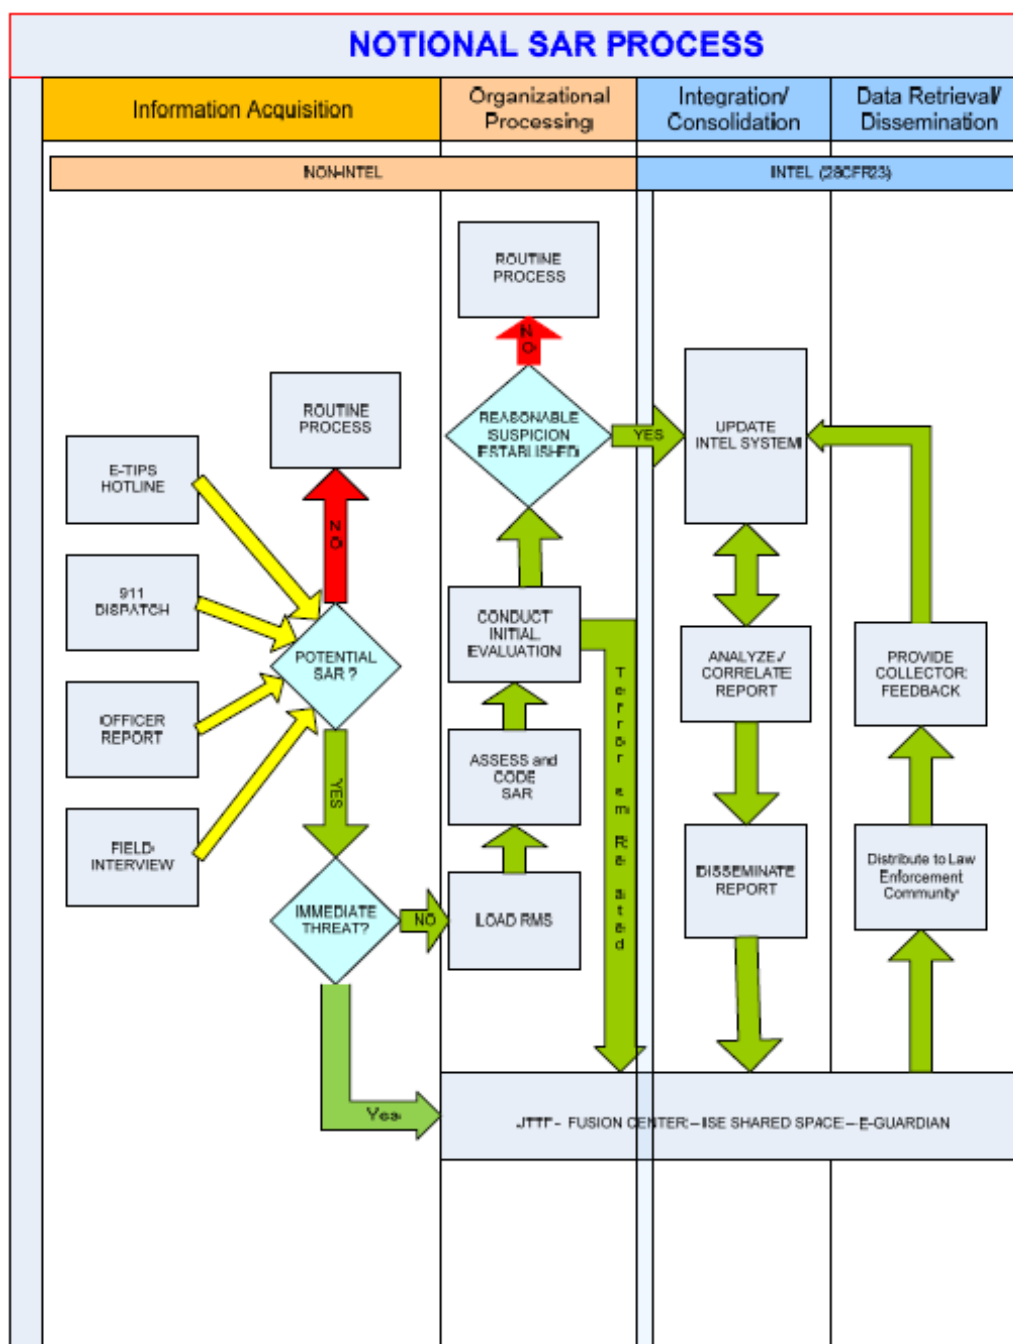 NOTIONAL SAR PROCESS
Information Acquisition
Organizational
Processing
Integration/
Consolidation
Data Retrieval/
Dissemination
NON-INTEL
INTEL (28CFR23)
ROUTINE
PROCESS
NO
REASONABLE
SUSPICION
ESTABLISHED
YES
UPDATE
INTEL SYSTEM
ROUTINE
PROCESS
NO
E-TIPS
HOTLINE
911
DISPATCH
OFFICER
REPORT
FIELD
INTERVIEW
POTENTIAL
SAR ?
YES
IMMEDIATE
THREAT?
NO
Yes
CONDUCT
INITIAL
EVALUATION
Terrorism Related
ASSESS and
CODE
SAR
LOAD RMS
ANALYZE /
CORRELATE
REPORT
DISSEMINATE
REPORT
PROVIDE
COLLECTOR
FEEDBACK
Distribute to Law
Enforcement
Community
JTTF - FUSION CENTER - ISE SHARED SPACE - E-GUARDIAN